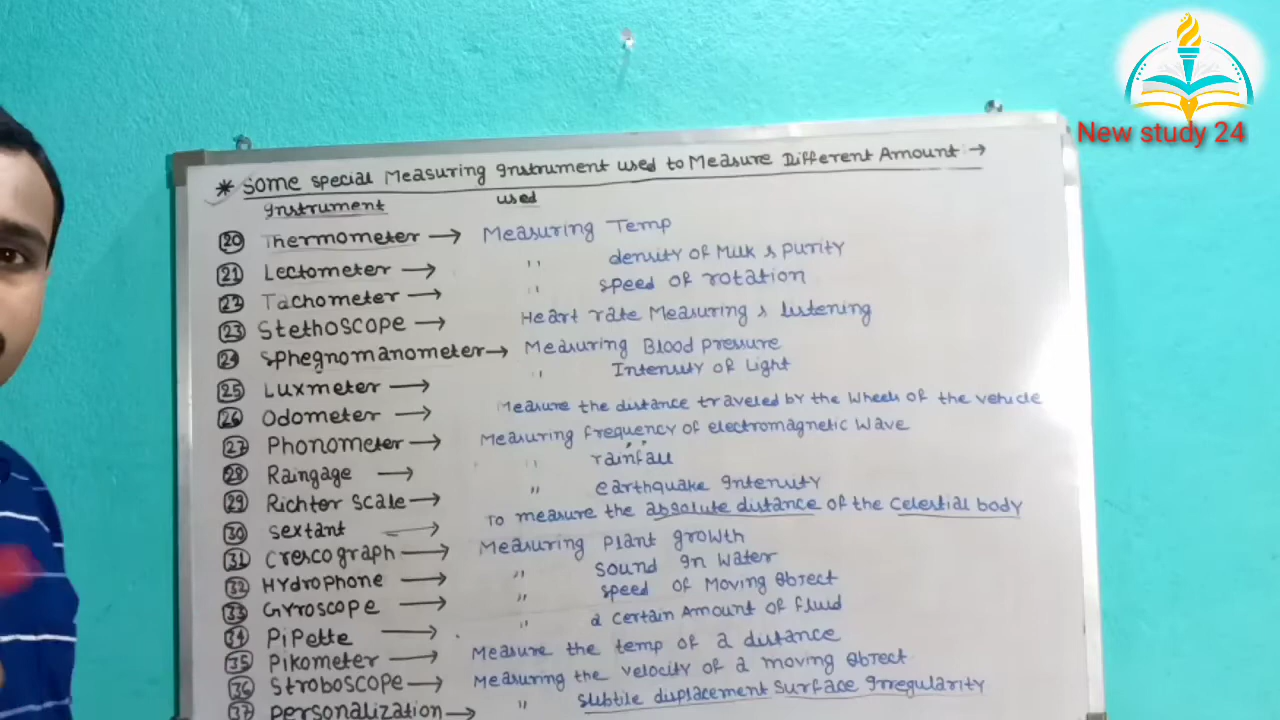 New study 24
* Some special Measuring Instrument used to Measure Different Amount →
Instrument used
20 Thermometer → Measuring Temp
21 Lectometer → " density of Milk & purity
22 Tachometer → " speed of rotation
23 Stethoscope → Heart rate Measuring & listening
24 Sphegnomanometer → Measuring Blood pressure
25 Luxmeter → " Intensity of Light
26 Odometer → Measure the distance traveled by the wheels of the vehicle
27 Phonometer → Measuring frequency of electromagnetic wave
28 Raingage → " rainfall
29 Richter scale → " earthquake Intensity
30 sextant → To measure the absolute distance of the celestial body
31 Crescograph → Measuring Plant growth
32 Hydrophone → " sound in water
33 Gyroscope → " speed of Moving object
34 Pipette → " a certain Amount of fluid
35 Pikometer → Measure the temp of a distance
36 Stroboscope → Measuring the velocity of a moving object
37 personalization → " slibtile displacement surface irregularity